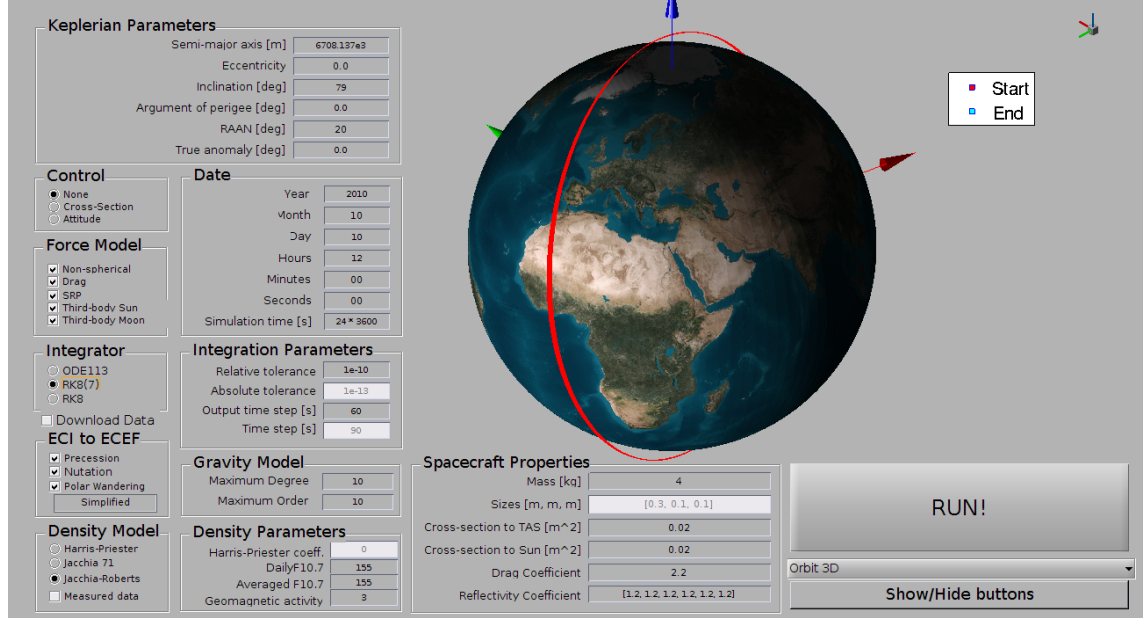 Keplerian Parameters
Semi-major axis [m] 6708.137e3
Eccentricity 0.0
Inclination [deg] 79
Argument of perigee [deg] 0.0
RAAN [deg] 20
True anomaly [deg] 0.0
Start
End
Control
None
Cross-Section
Attitude
Date
Year 2010
Month 10
Day 10
Hours 12
Minutes 00
Seconds 00
Simulation time [s] 24 * 3600
Force Model
Non-spherical
Drag
SRP
Third-body Sun
Third-body Moon
Integrator
ODE113
RK8(7)
RK8
Download Data
Integration Parameters
Relative tolerance 1e-10
Absolute tolerance 1e-13
Output time step [s] 60
Time step [s] 90
ECI to ECEF
Precession
Nutation
Polar Wandering
Simplified
Gravity Model
Maximum Degree 10
Maximum Order 10
Density Model
Harris-Priester
Jacchia 71
Jacchia-Roberts
Measured data
Density Parameters
Harris-Priester coeff. 0
DailyF10.7 155
Averaged F10.7 155
Geomagnetic activity 3
Spacecraft Properties
Mass [kg] 4
Sizes [m, m, m] [0.3, 0.1, 0.1]
Cross-section to TAS [m^2] 0.02
Cross-section to Sun [m^2] 0.02
Drag Coefficient 2.2
Reflectivity Coefficient [1.2, 1.2, 1.2, 1.2, 1.2, 1.2]
RUN!
Orbit 3D
Show/Hide buttons